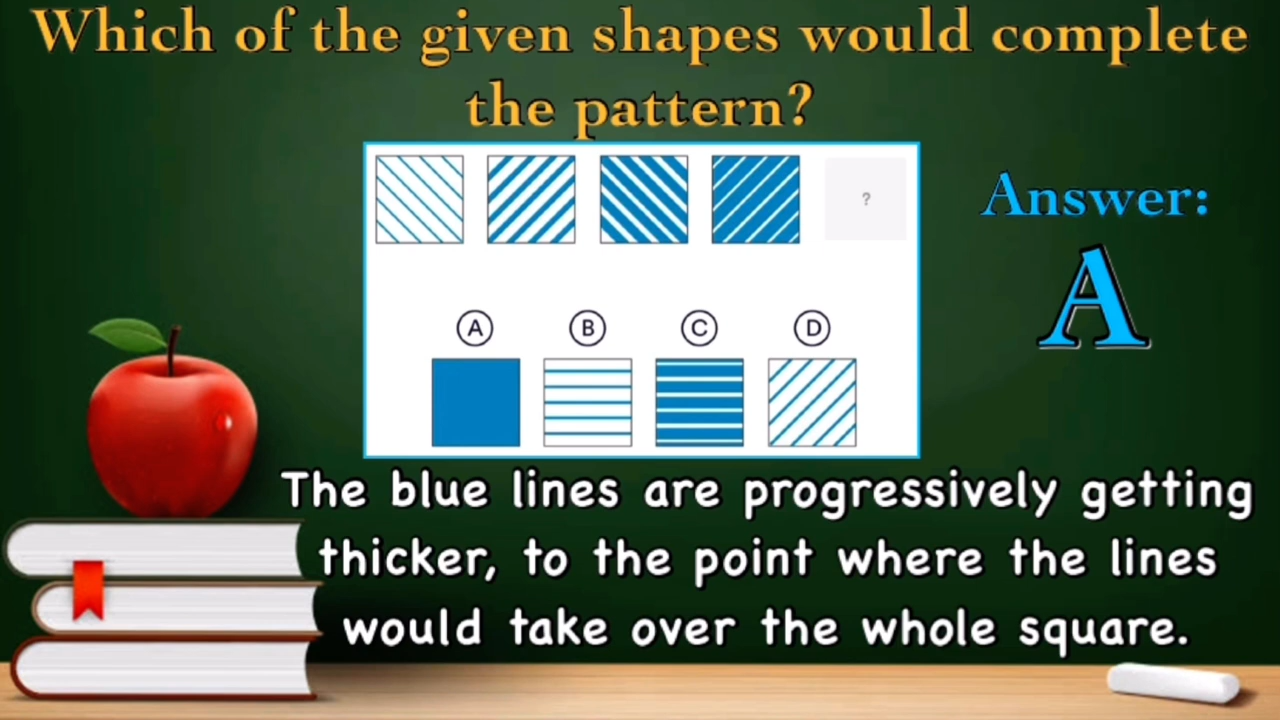 Which of the given shapes would complete
the pattern?
?
Answer:
A
A B C D
The blue lines are progressively getting
thicker, to the point where the lines
would take over the whole square.